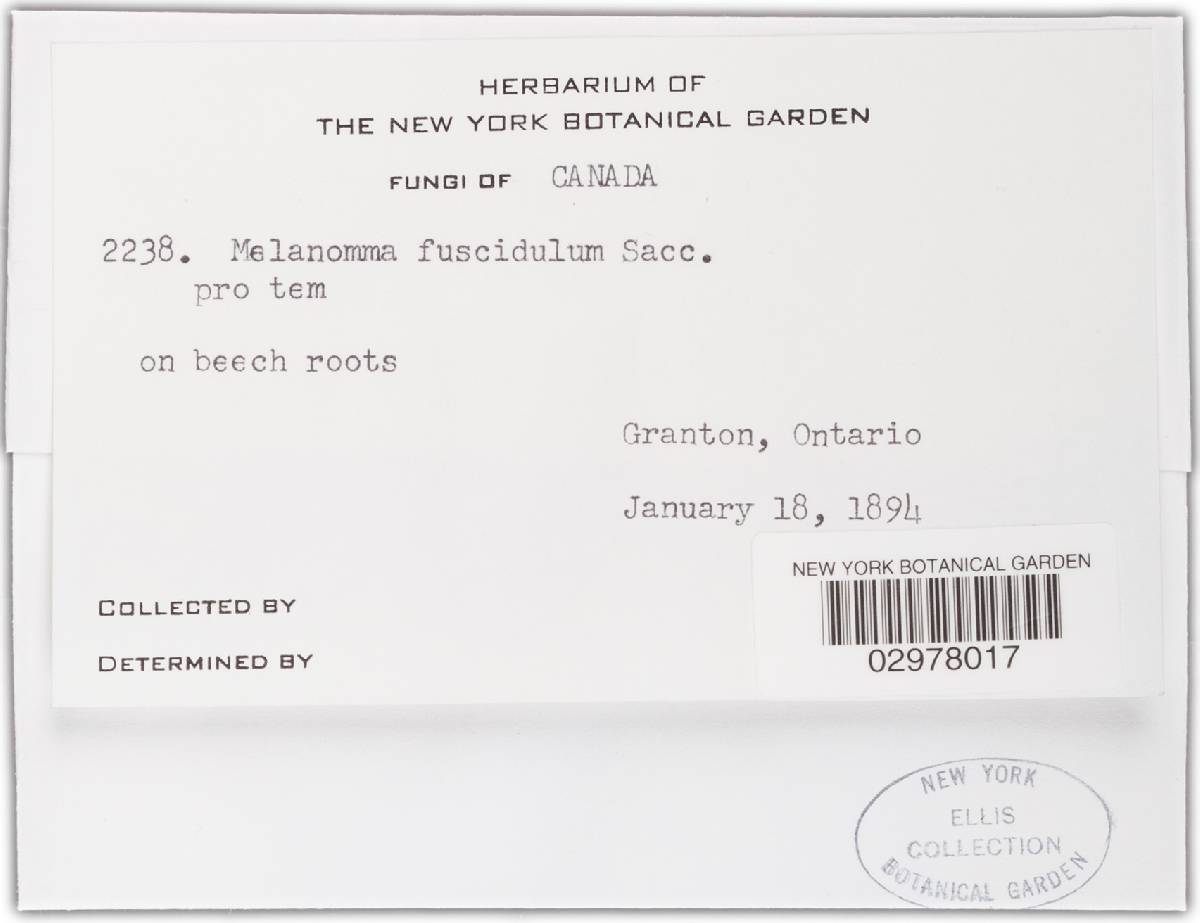 HERBARIUM OF
THE NEW YORK BOTANICAL GARDEN
FUNGI OF CANADA
2238. Melanomma fuscidulum Sacc.
pro tem
on beech roots
Granton, Ontario
January 18, 1894
NEW YORK BOTANICAL GARDEN
02978017
COLLECTED BY
DETERMINED BY
NEW YORK
ELLIS
COLLECTION
BOTANICAL GARDEN